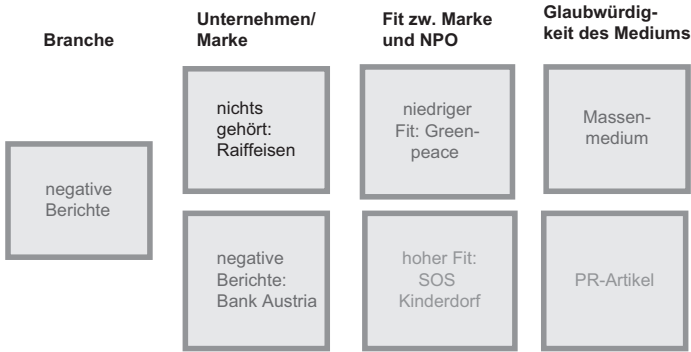 Branche
Unternehmen/
Marke
Fit zw. Marke
und NPO
Glaubwürdig-
keit des Mediums
negative
Berichte
nichts
gehört:
Raiffeisen
niedriger
Fit: Green-
peace
Massen-
medium
negative
Berichte:
Bank Austria
hoher Fit:
SOS
Kinderdorf
PR-Artikel